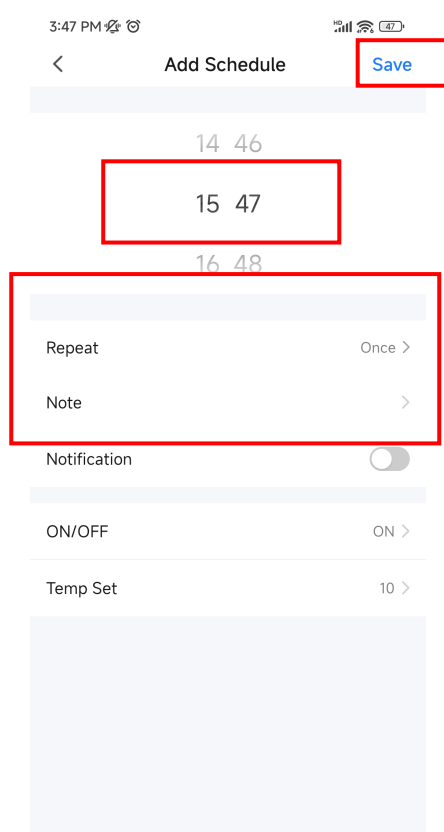 3:47 PM HD 47
Add Schedule Save
14 46
15 47
16 48
Repeat Once
Note
Notification
ON/OFF ON
Temp Set 10